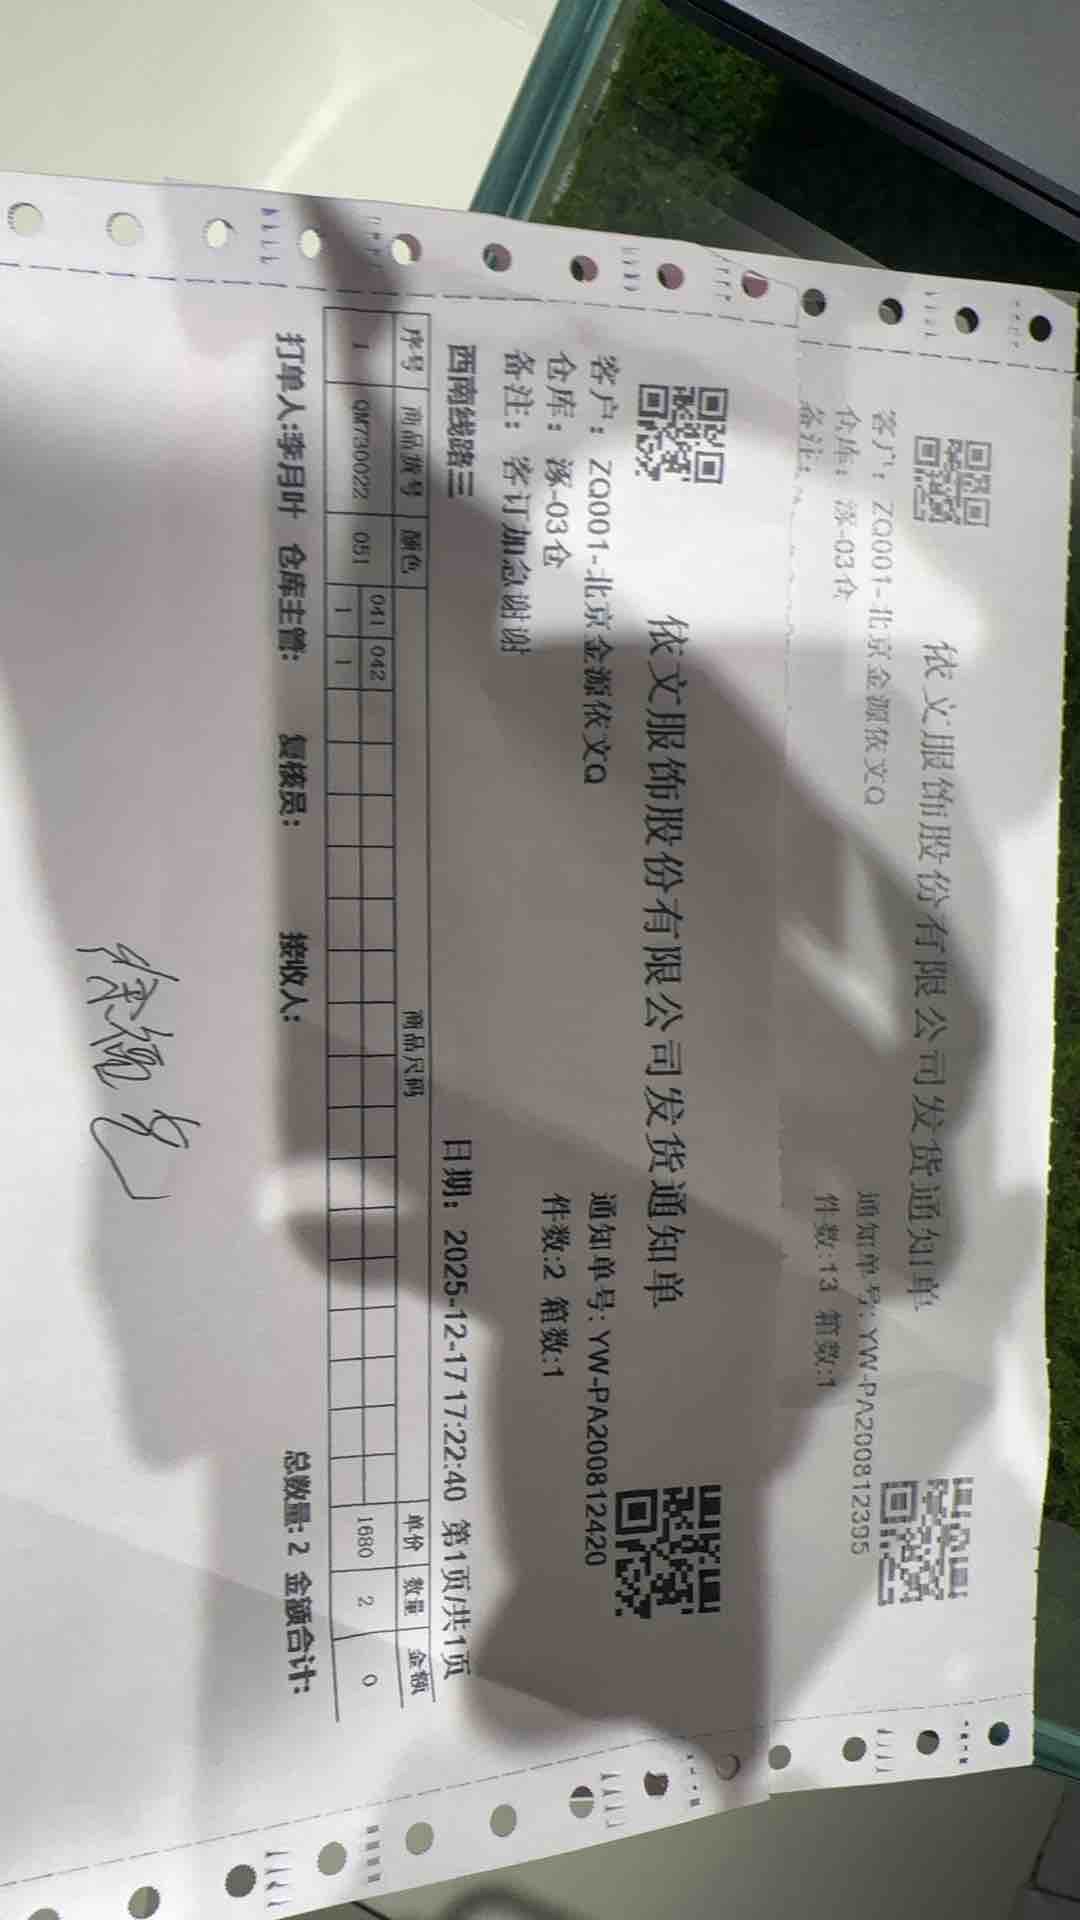 依文服饰股份有限公司发货通知单
客户: ZQ001-北京金源依文Q 通知单号: YW-PA200812395
仓库: 涿-03仓 件数:13 箱数:1
备注:
依文服饰股份有限公司发货通知单
客户: ZQ001-北京金源依文Q 通知单号: YW-PA200812420
仓库: 涿-03仓 件数:2 箱数:1
备注: 客订加急谢谢
西南线路三 日期: 2025-12-17 17:22:40 第1页/共1页
序号 商品货号 颜色 商品尺码 单价 数量 金额
041 042
1 QM730022 051 1 1 1680 2 0
打单人:李月叶 仓库主管: 复核员: 接收人: 总数量: 2 金额合计: